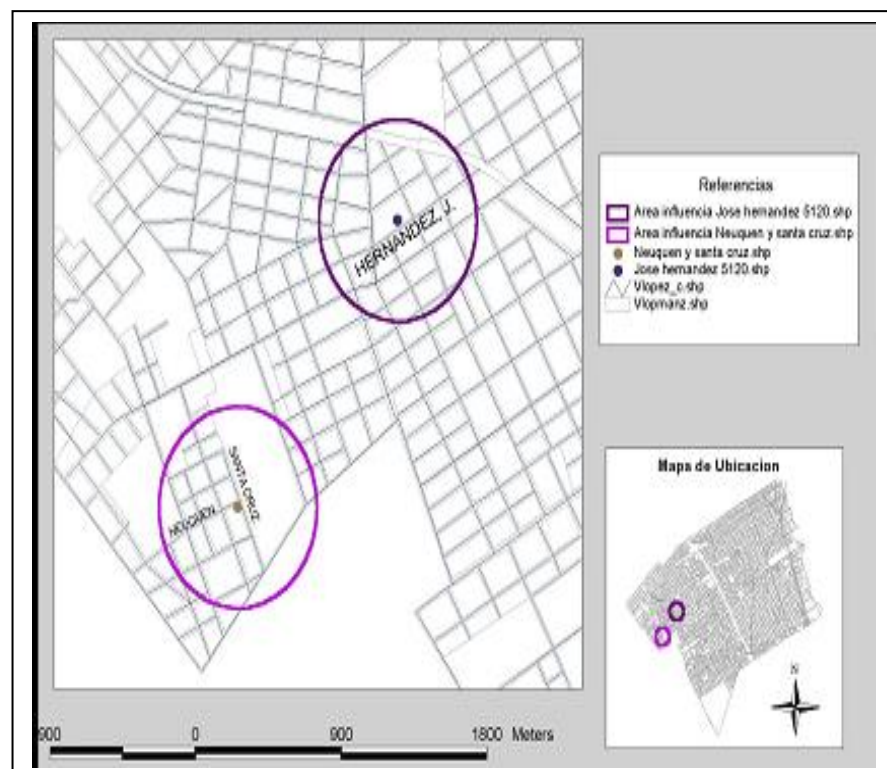 HERNANDEZ, J.
SANTA CRUZ
NEUQUEN
Referencias
Area influencia Jose hernandez 5120.shp
Area influencia Neuquen y santa cruz.shp
Neuquen y santa cruz.shp
Jose hernandez 5120.shp
Vlopez_c.shp
Vlopmanz.shp
Mapa de Ubicacion
N
900 0 900 1800 Meters